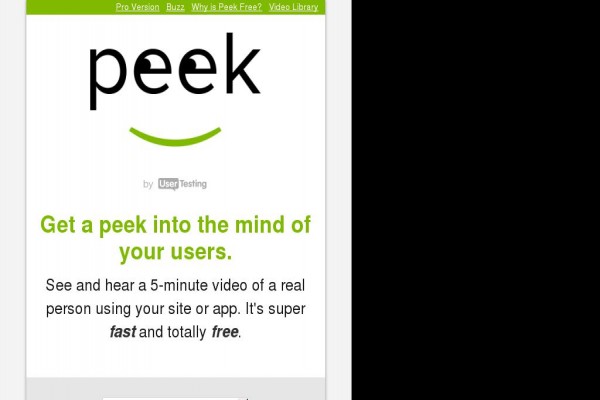 Pro Version Buzz Why is Peek Free? Video Library
peek
by UserTesting
Get a peek into the mind of
your users.
See and hear a 5-minute video of a real
person using your site or app. It's super
fast and totally free.